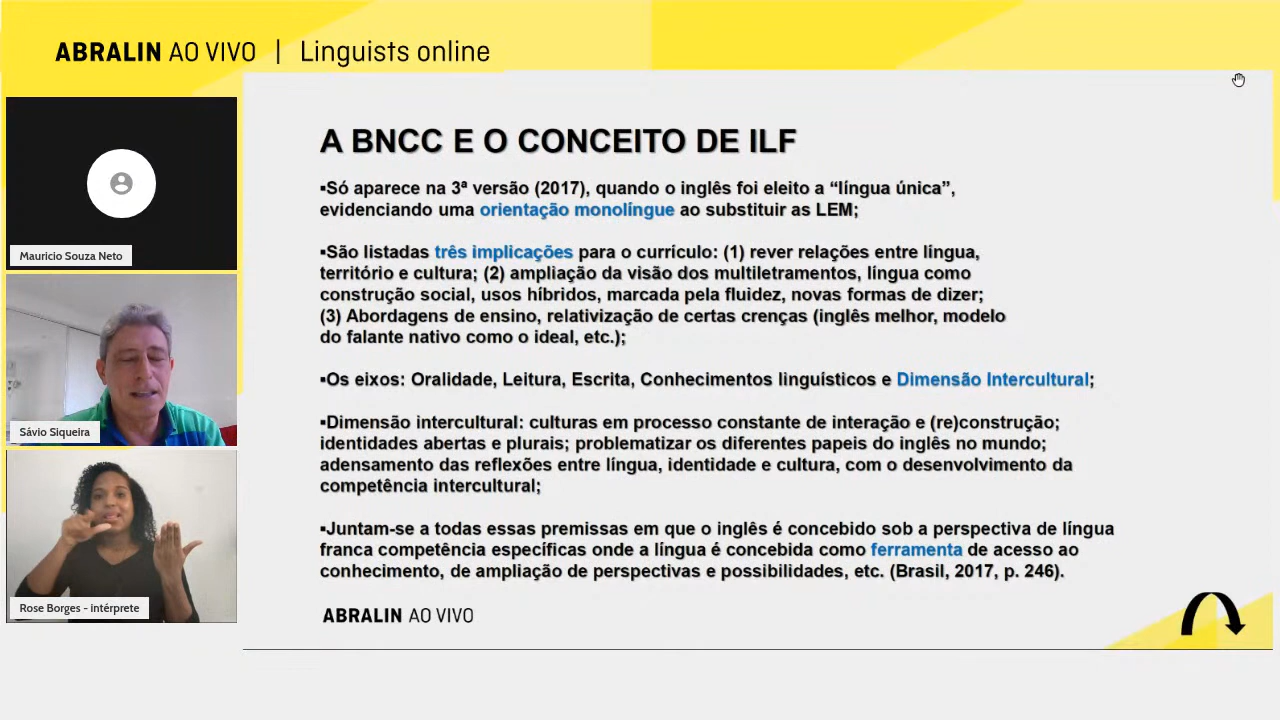 ABRALIN AO VIVO | Linguists online
Mauricio Souza Neto
Sávio Siqueira
Rose Borges - intérprete
A BNCC E O CONCEITO DE ILF
▪Só aparece na 3ª versão (2017), quando o inglês foi eleito a “língua única”,
evidenciando uma orientação monolíngue ao substituir as LEM;
▪São listadas três implicações para o currículo: (1) rever relações entre língua,
território e cultura; (2) ampliação da visão dos multiletramentos, língua como
construção social, usos híbridos, marcada pela fluidez, novas formas de dizer;
(3) Abordagens de ensino, relativização de certas crenças (inglês melhor, modelo
do falante nativo como o ideal, etc.);
▪Os eixos: Oralidade, Leitura, Escrita, Conhecimentos linguísticos e Dimensão Intercultural;
▪Dimensão intercultural: culturas em processo constante de interação e (re)construção;
identidades abertas e plurais; problematizar os diferentes papeis do inglês no mundo;
adensamento das reflexões entre língua, identidade e cultura, com o desenvolvimento da
competência intercultural;
▪Juntam-se a todas essas premissas em que o inglês é concebido sob a perspectiva de língua
franca competência específicas onde a língua é concebida como ferramenta de acesso ao
conhecimento, de ampliação de perspectivas e possibilidades, etc. (Brasil, 2017, p. 246).
ABRALIN AO VIVO